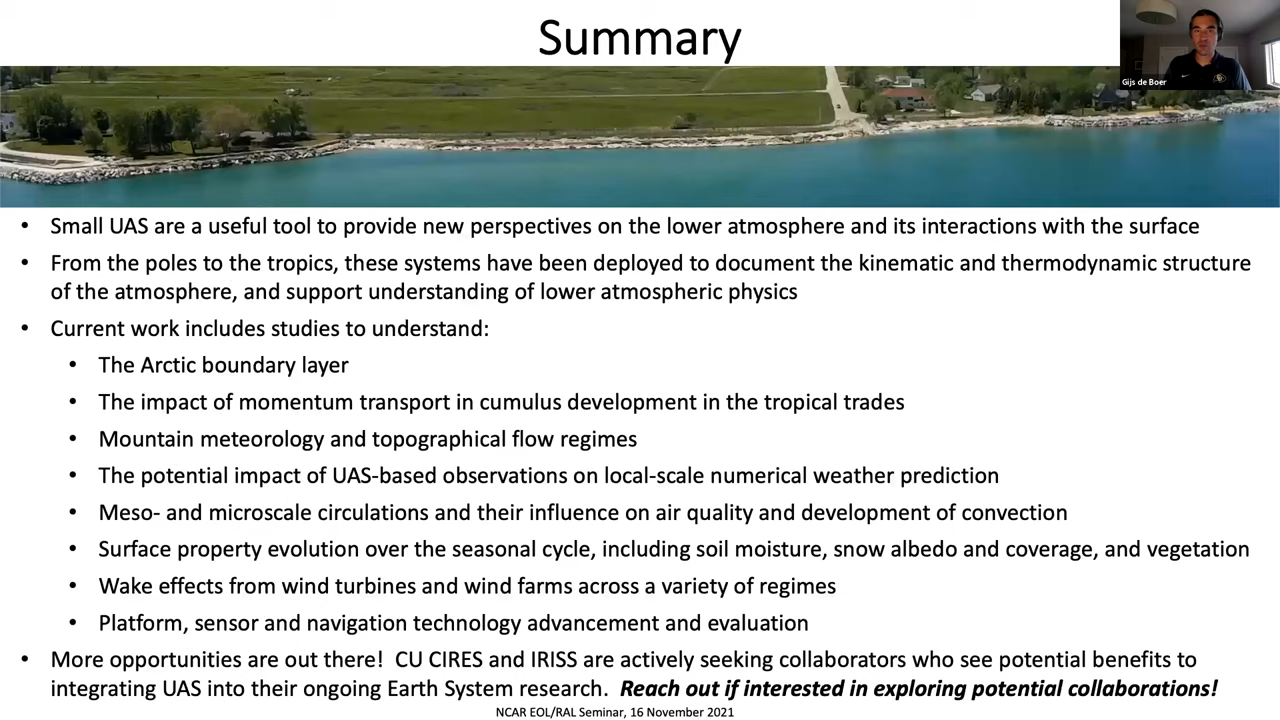 Summary
Gijs de Boer
• Small UAS are a useful tool to provide new perspectives on the lower atmosphere and its interactions with the surface
• From the poles to the tropics, these systems have been deployed to document the kinematic and thermodynamic structure
of the atmosphere, and support understanding of lower atmospheric physics
• Current work includes studies to understand:
• The Arctic boundary layer
• The impact of momentum transport in cumulus development in the tropical trades
• Mountain meteorology and topographical flow regimes
• The potential impact of UAS-based observations on local-scale numerical weather prediction
• Meso- and microscale circulations and their influence on air quality and development of convection
• Surface property evolution over the seasonal cycle, including soil moisture, snow albedo and coverage, and vegetation
• Wake effects from wind turbines and wind farms across a variety of regimes
• Platform, sensor and navigation technology advancement and evaluation
• More opportunities are out there! CU CIRES and IRISS are actively seeking collaborators who see potential benefits to
integrating UAS into their ongoing Earth System research. Reach out if interested in exploring potential collaborations!
NCAR EOL/RAL Seminar, 16 November 2021